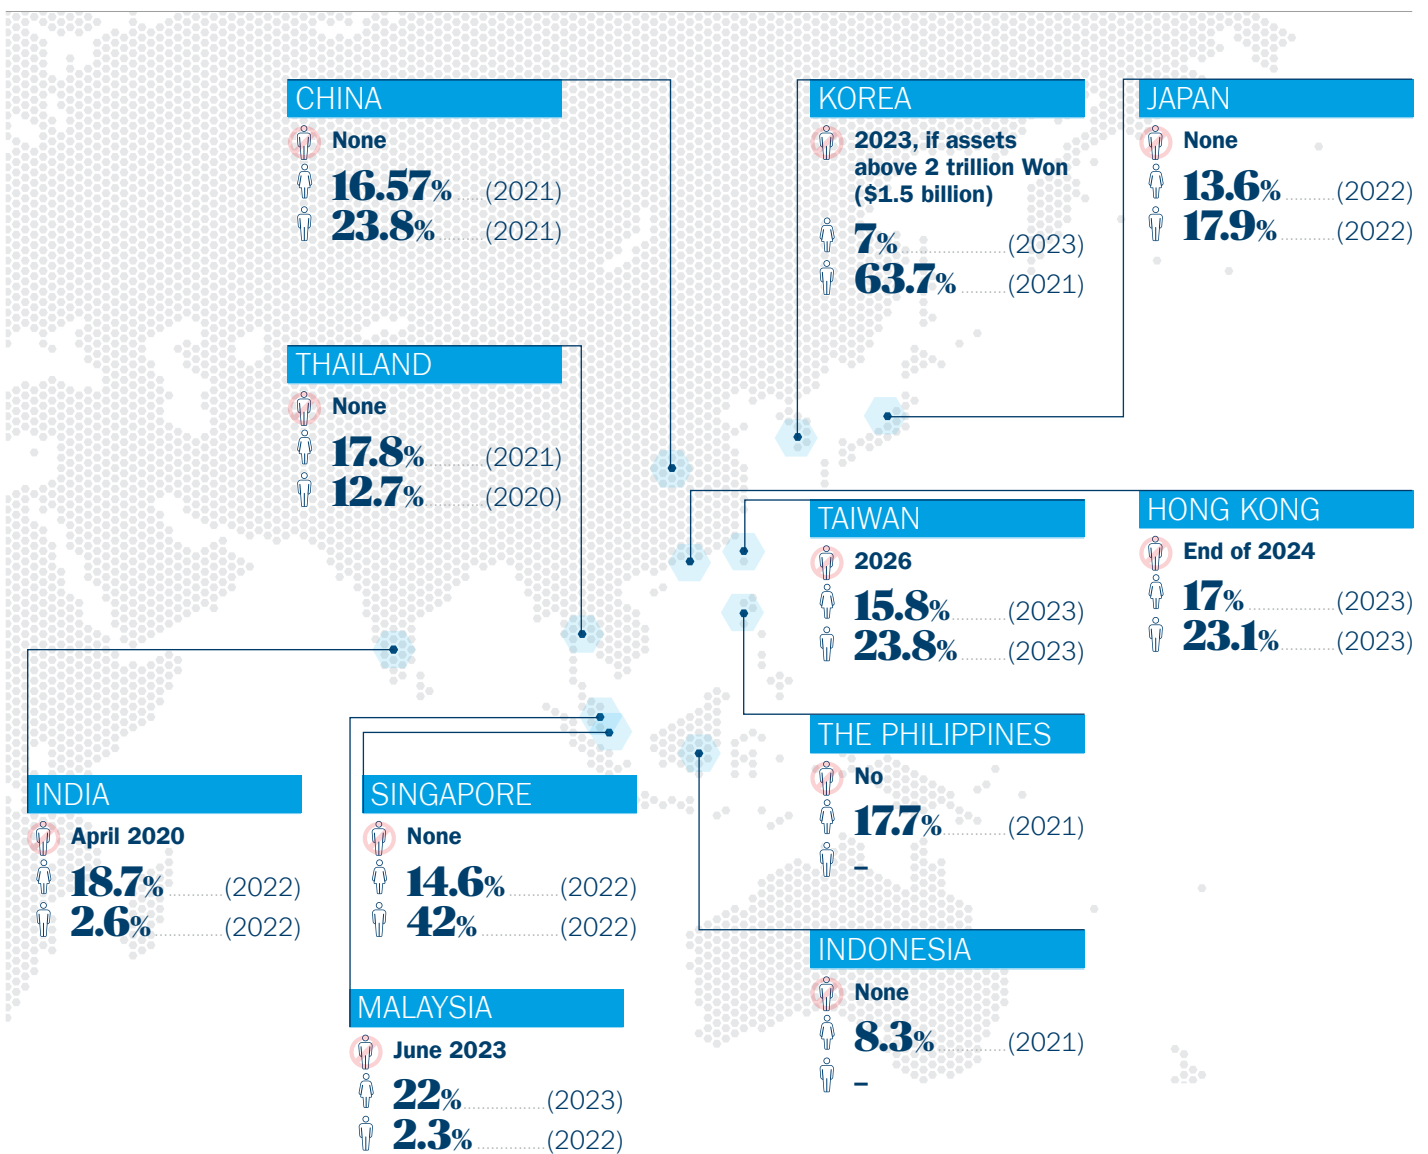 CHINA
None
16.57% (2021)
23.8% (2021)
KOREA
2023, if assets
above 2 trillion Won
($1.5 billion)
7% (2023)
63.7% (2021)
JAPAN
None
13.6% (2022)
17.9% (2022)
THAILAND
None
17.8% (2021)
12.7% (2020)
TAIWAN
2026
15.8% (2023)
23.8% (2023)
HONG KONG
End of 2024
17% (2023)
23.1% (2023)
THE PHILIPPINES
No
17.7% (2021)
–
INDIA
April 2020
18.7% (2022)
2.6% (2022)
SINGAPORE
None
14.6% (2022)
42% (2022)
INDONESIA
None
8.3% (2021)
–
MALAYSIA
June 2023
22% (2023)
2.3% (2022)